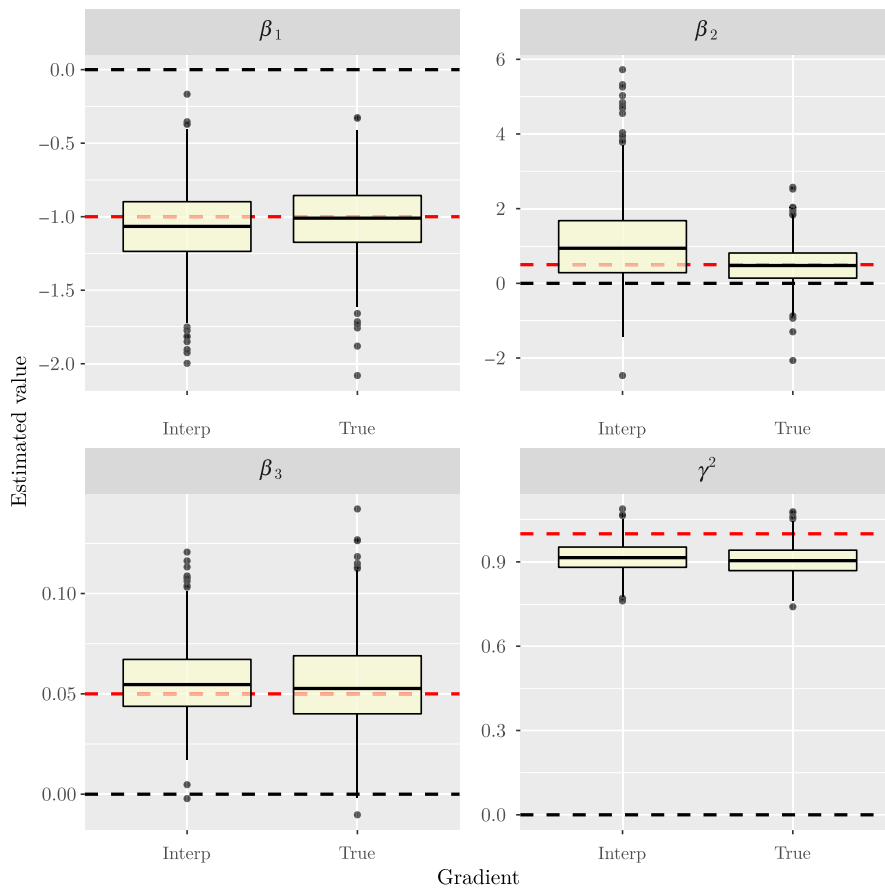 β₁
β₂
0.0
−0.5
−1.0
−1.5
−2.0
6
4
2
0
−2
Interp
True
Interp
True
β₃
γ²
0.10
0.05
0.00
0.9
0.6
0.3
0.0
Interp
True
Interp
True
Estimated value
Gradient